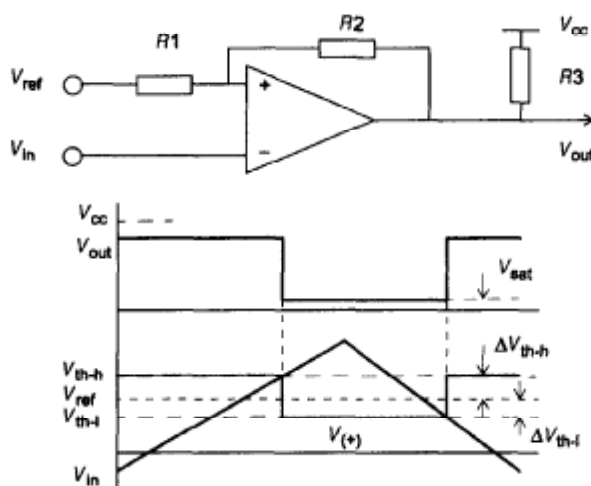 R1
R2
Vcc
Vref
R3
Vin
+
−
Vout
Vcc
Vout
Vsat
Vth-h
ΔVth-h
Vref
Vth-l
V(+)
ΔVth-l
Vin